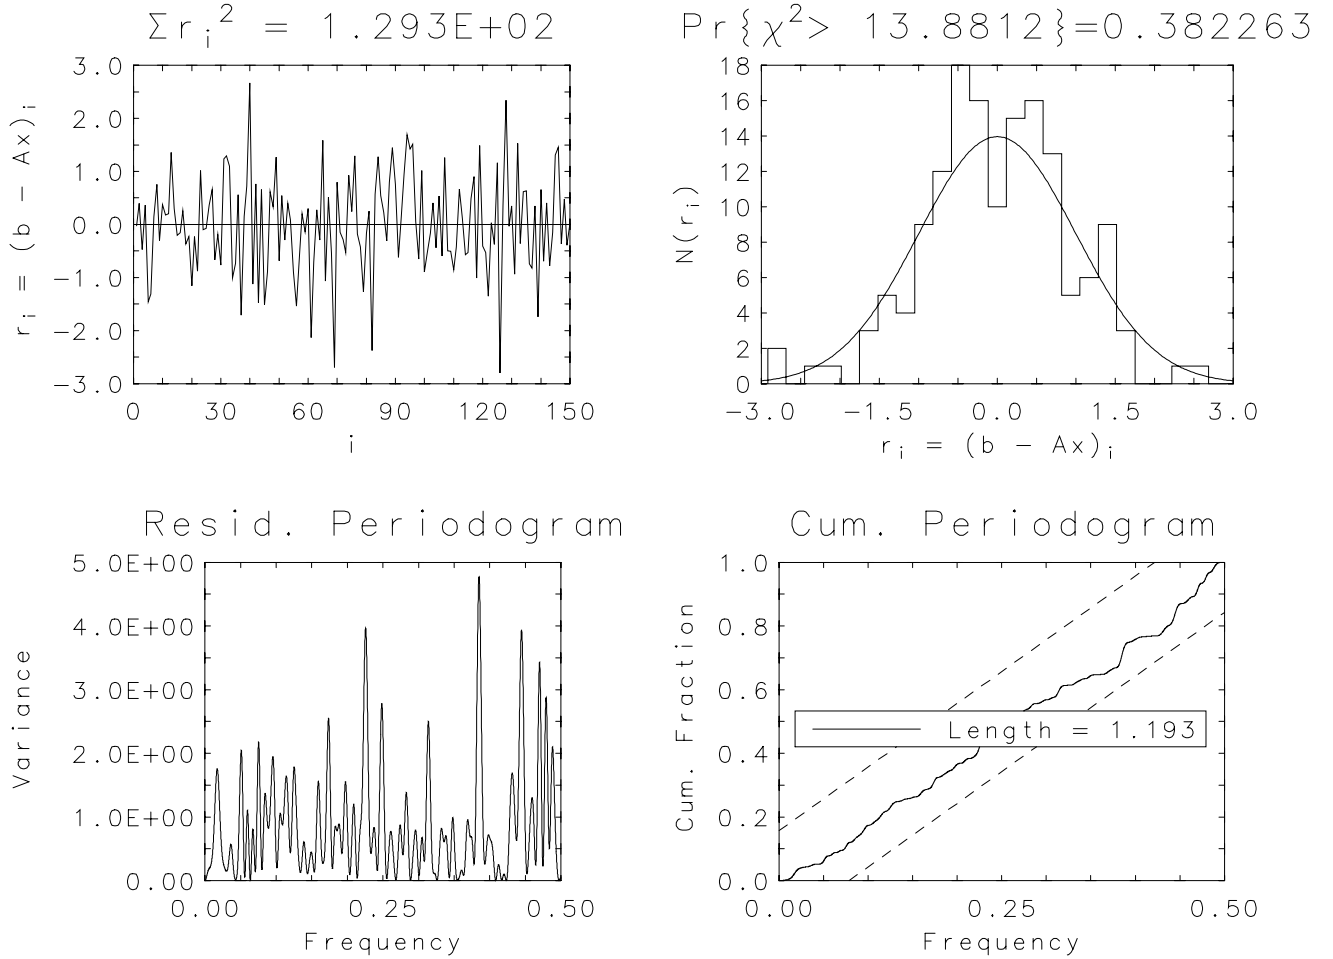 Σr_i² = 1.293E+02
r_i = (b − Ax)_i
3.0
2.0
1.0
0.0
−1.0
−2.0
−3.0
0 30 60 90 120 150
i
Pr{χ²> 13.8812}=0.382263
N(r_i)
18
16
14
12
10
8
6
4
2
0
−3.0 −1.5 0.0 1.5 3.0
r_i = (b − Ax)_i
Resid. Periodogram
Variance
5.0E+00
4.0E+00
3.0E+00
2.0E+00
1.0E+00
0.00
0.00 0.25 0.50
Frequency
Cum. Periodogram
Cum. Fraction
1.0
0.8
0.6
0.4
0.2
0.0
Length = 1.193
0.00 0.25 0.50
Frequency